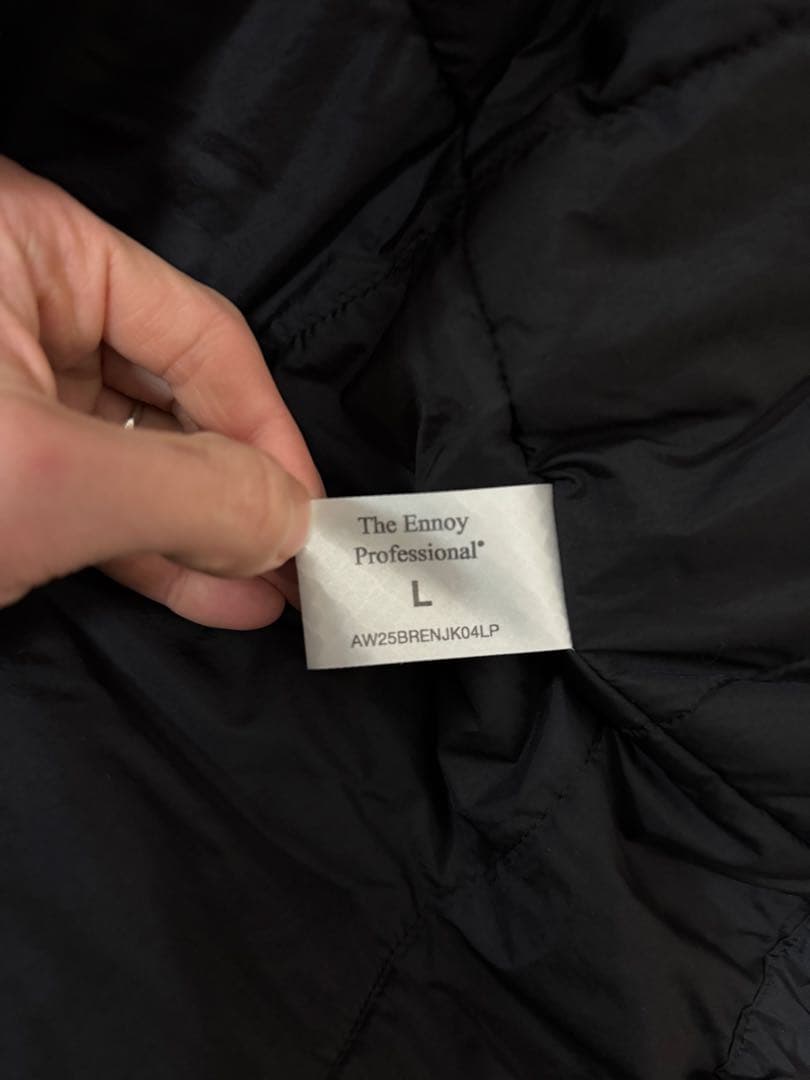 The Ennoy
Professional®
L
AW25BRENJK04LP